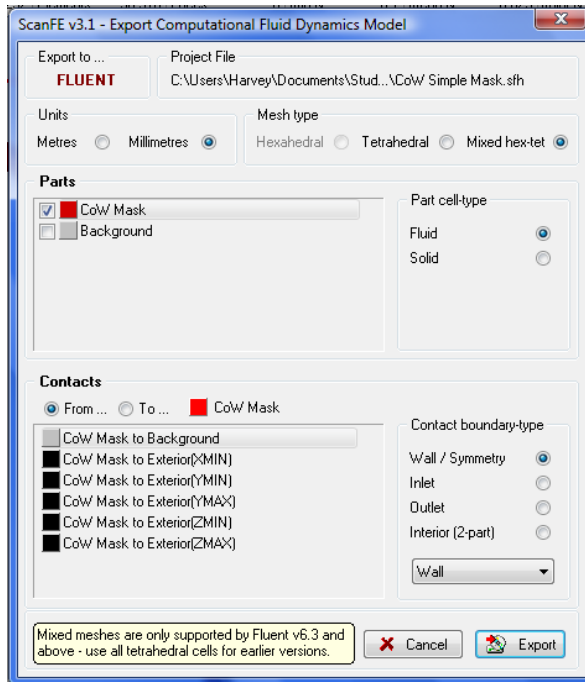 ScanFE v3.1 - Export Computational Fluid Dynamics Model
Export to ...
FLUENT
Project File
C:\Users\Harvey\Documents\Stud...\CoW Simple Mask.sfh
Units
Metres
Millimetres
Mesh type
Hexahedral
Tetrahedral
Mixed hex-tet
Parts
CoW Mask
Background
Part cell-type
Fluid
Solid
Contacts
From ...
To ...
CoW Mask
CoW Mask to Background
CoW Mask to Exterior(XMIN)
CoW Mask to Exterior(YMIN)
CoW Mask to Exterior(YMAX)
CoW Mask to Exterior(ZMIN)
CoW Mask to Exterior(ZMAX)
Contact boundary-type
Wall / Symmetry
Inlet
Outlet
Interior (2-part)
Wall
Mixed meshes are only supported by Fluent v6.3 and
above - use all tetrahedral cells for earlier versions.
Cancel
Export